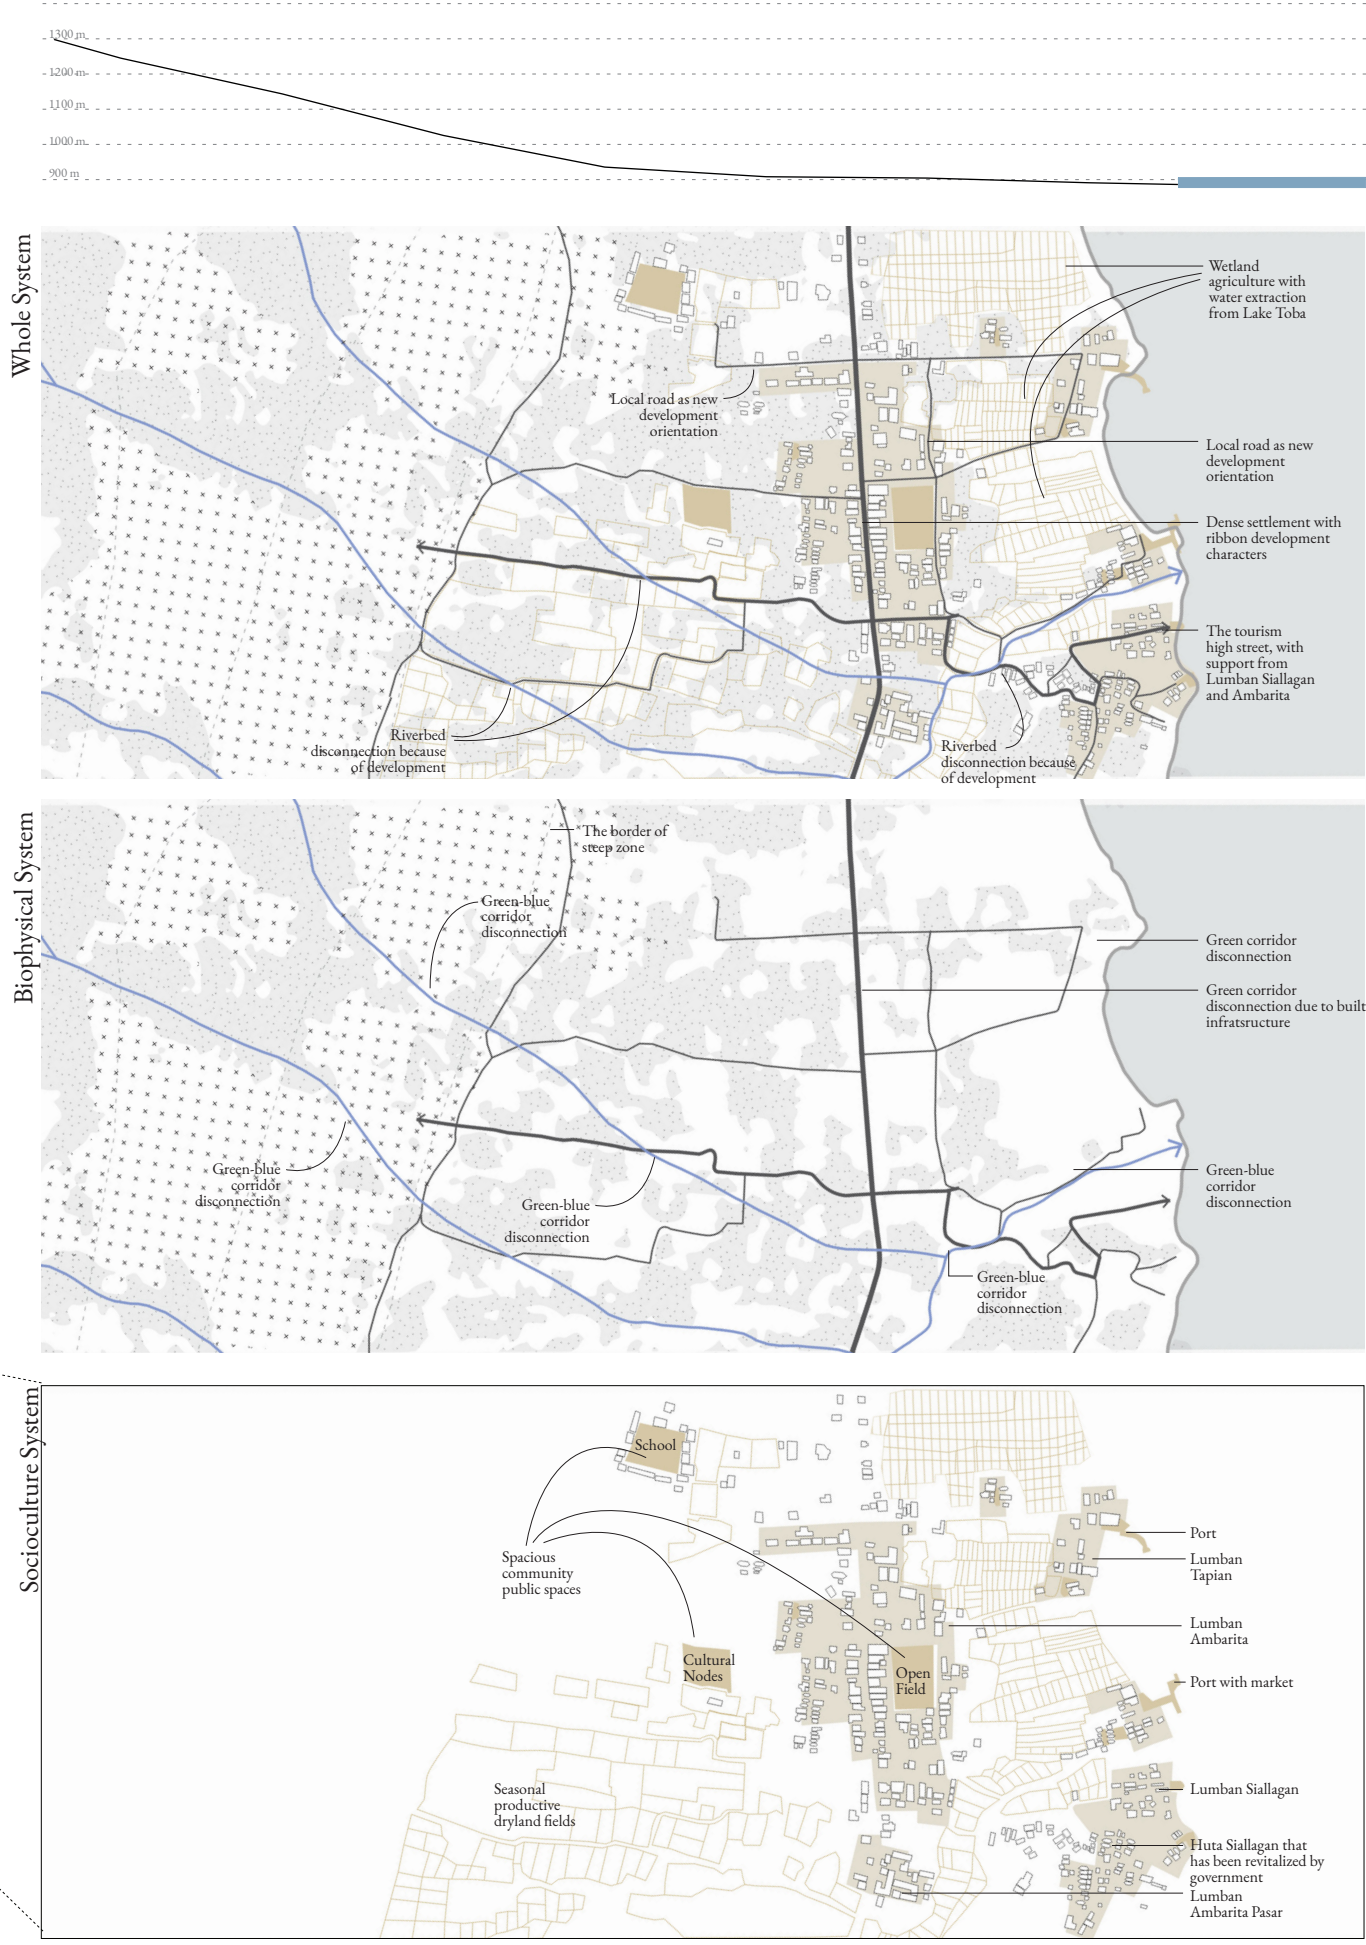 1300 m
1200 m
1100 m
1000 m
900 m
Whole System
Wetland
agriculture with
water extraction
from Lake Toba
Local road as new
development
orientation
Local road as new
development
orientation
Dense settlement with
ribbon development
characters
The tourism
high street, with
support from
Lumban Siallagan
and Ambarita
Riverbed
disconnection because
of development
Riverbed
disconnection because
of development
Biophysical System
The border of
steep zone
Green-blue
corridor
disconnection
Green corridor
disconnection
Green corridor
disconnection due to built
infratsructure
Green-blue
corridor
disconnection
Green-blue
corridor
disconnection
Green-blue
corridor
disconnection
Green-blue
corridor
disconnection
Socioculture System
School
Spacious
community
public spaces
Port
Lumban
Tapian
Lumban
Ambarita
Cultural
Nodes
Open
Field
Port with market
Seasonal
productive
dryland fields
Lumban Siallagan
Huta Siallagan that
has been revitalized by
government
Lumban
Ambarita Pasar